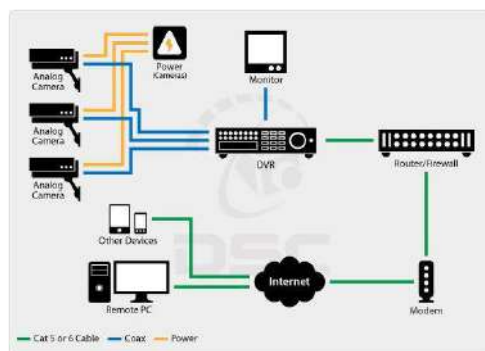 Analog
Camera
Power
(Cameras)
Monitor
Analog
Camera
DVR
Router/Firewall
Analog
Camera
Other Devices
DSC
Internet
Remote PC
Modem
Cat 5 or 6 Cable
Coax
Power